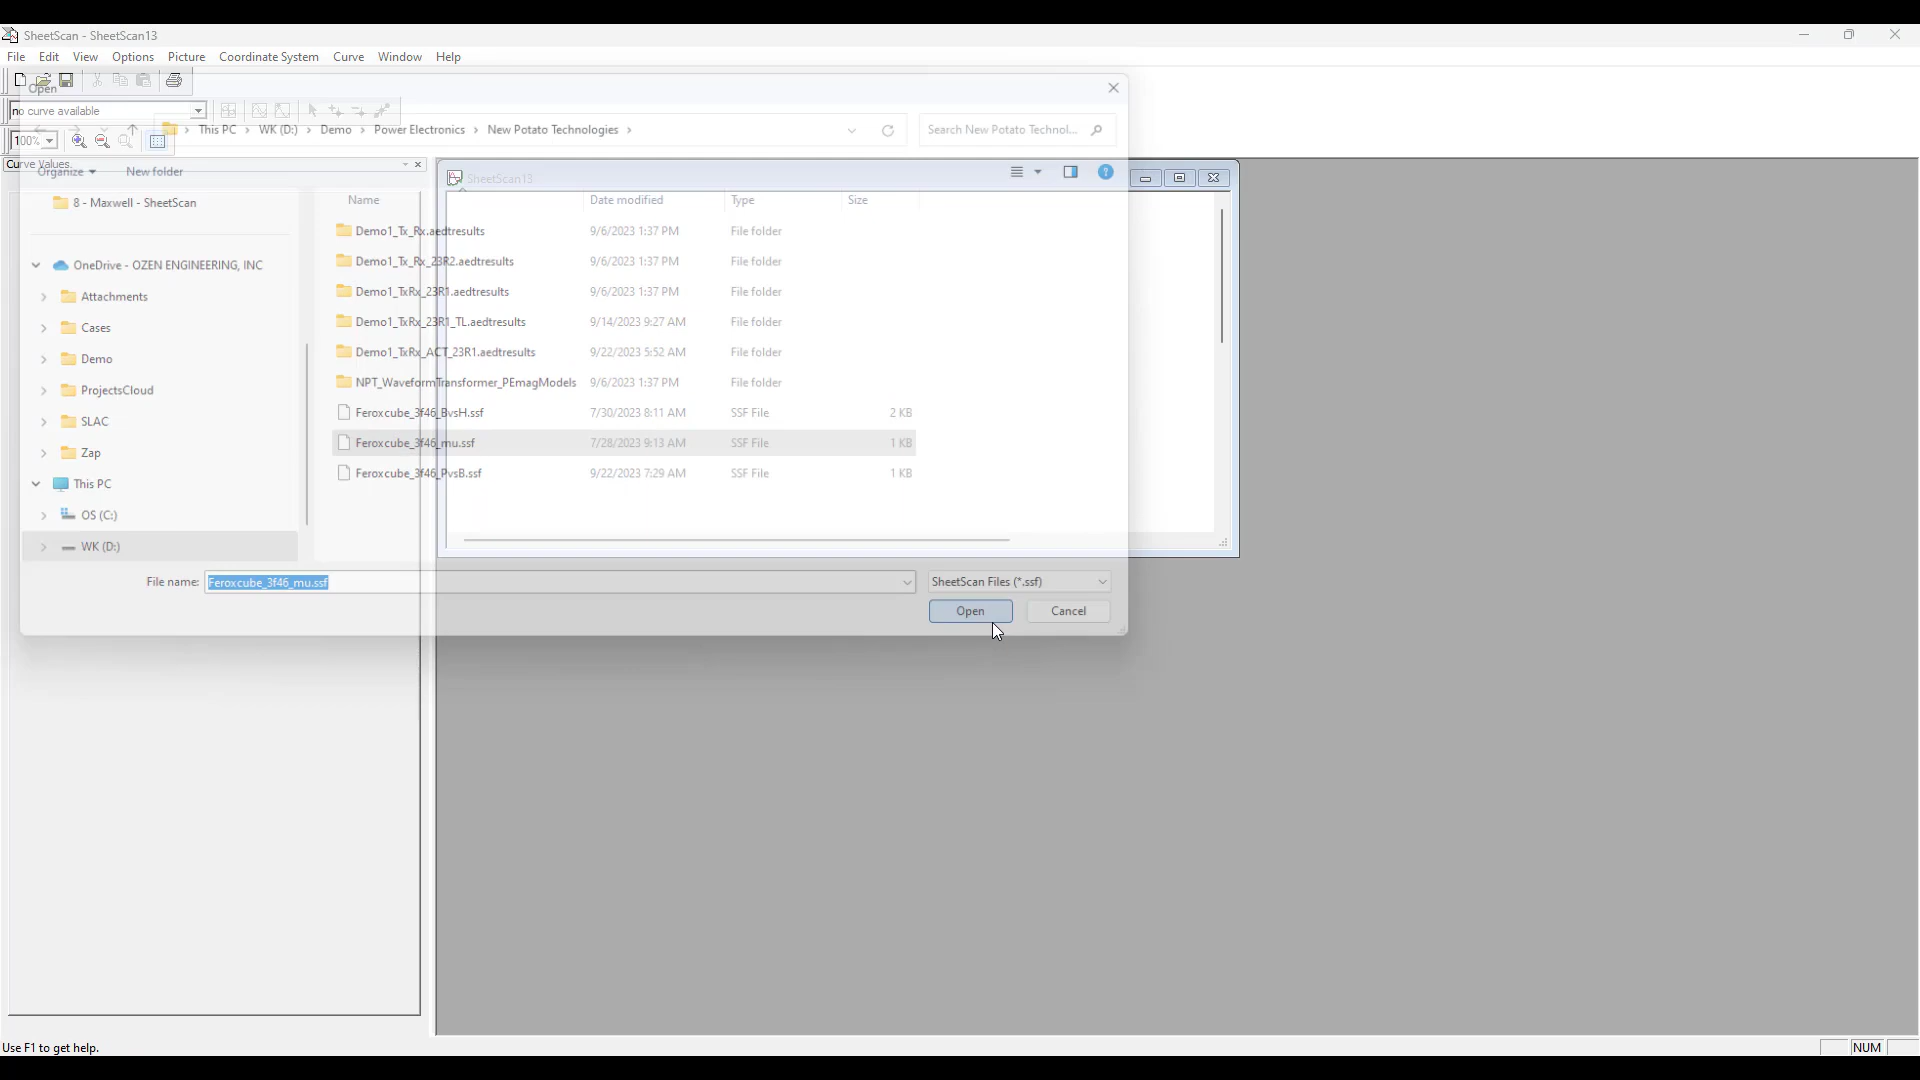 SheetScan - SheetScan13
File Edit View Options Picture Coordinate System Curve Window Help
Open
no curve available
This PC › WK (D:) › Demo › Power Electronics › New Potato Technologies ›
Search New Potato Technol...
100%
Curve Values.
Organize
New folder
SheetScan13
8 - Maxwell - SheetScan
Name Date modified Type Size
Demo1_Tx_Rx.aedtresults 9/6/2023 1:37 PM File folder
Demo1_Tx_Rx_23R2.aedtresults 9/6/2023 1:37 PM File folder
OneDrive - OZEN ENGINEERING, INC
Demo1_TxRx_23R1.aedtresults 9/6/2023 1:37 PM File folder
Attachments
Demo1_TxRx_23R1_TL.aedtresults 9/14/2023 9:27 AM File folder
Cases
Demo1_TxRx_ACT_23R1.aedtresults 9/22/2023 5:52 AM File folder
Demo
NPT_WaveformTransformer_PEmagModels 9/6/2023 1:37 PM File folder
ProjectsCloud
Feroxcube_3f46_BvsH.ssf 7/30/2023 8:11 AM SSF File 2 KB
SLAC
Feroxcube_3f46_mu.ssf 7/28/2023 9:13 AM SSF File 1 KB
Zap
Feroxcube_3f46_PvsB.ssf 9/22/2023 7:29 AM SSF File 1 KB
This PC
OS (C:)
WK (D:)
File name: Feroxcube_3f46_mu.ssf
SheetScan Files (*.ssf)
Open
Cancel
Use F1 to get help.
NUM